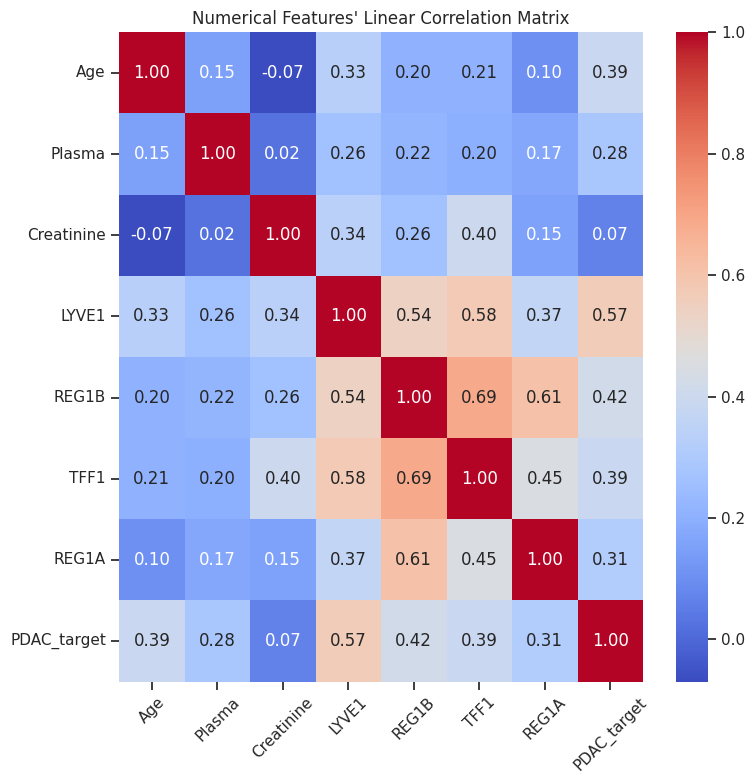 Numerical Features' Linear Correlation Matrix
Age 1.00 0.15 -0.07 0.33 0.20 0.21 0.10 0.39
Plasma 0.15 1.00 0.02 0.26 0.22 0.20 0.17 0.28
Creatinine -0.07 0.02 1.00 0.34 0.26 0.40 0.15 0.07
LYVE1 0.33 0.26 0.34 1.00 0.54 0.58 0.37 0.57
REG1B 0.20 0.22 0.26 0.54 1.00 0.69 0.61 0.42
TFF1 0.21 0.20 0.40 0.58 0.69 1.00 0.45 0.39
REG1A 0.10 0.17 0.15 0.37 0.61 0.45 1.00 0.31
PDAC_target 0.39 0.28 0.07 0.57 0.42 0.39 0.31 1.00
Age Plasma Creatinine LYVE1 REG1B TFF1 REG1A PDAC_target
1.0
0.8
0.6
0.4
0.2
0.0